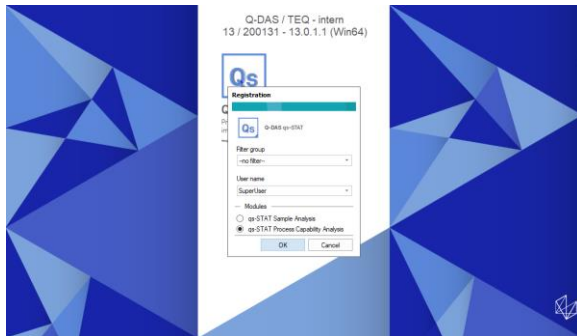 Q-DAS / TEQ - intern
13 / 200131 - 13.0.1.1 (Win64)
Qs
Registration
Qs
Q-DAS qs-STAT
Filter group
--no filter--
User name
SuperUser
Modules
qs-STAT Sample Analysis
qs-STAT Process Capability Analysis
OK
Cancel